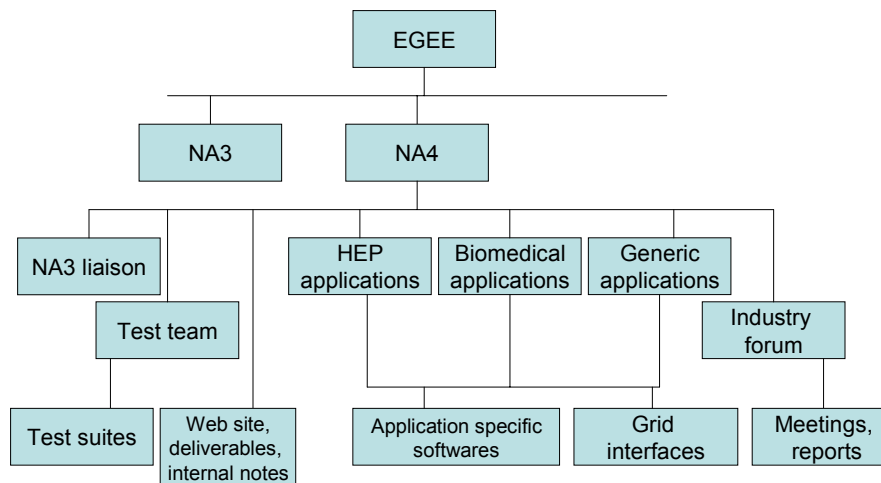 EGEE
NA3
NA4
NA3 liaison
HEP
applications
Biomedical
applications
Generic
applications
Test team
Industry
forum
Test suites
Web site,
deliverables,
internal notes
Application specific
softwares
Grid
interfaces
Meetings,
reports